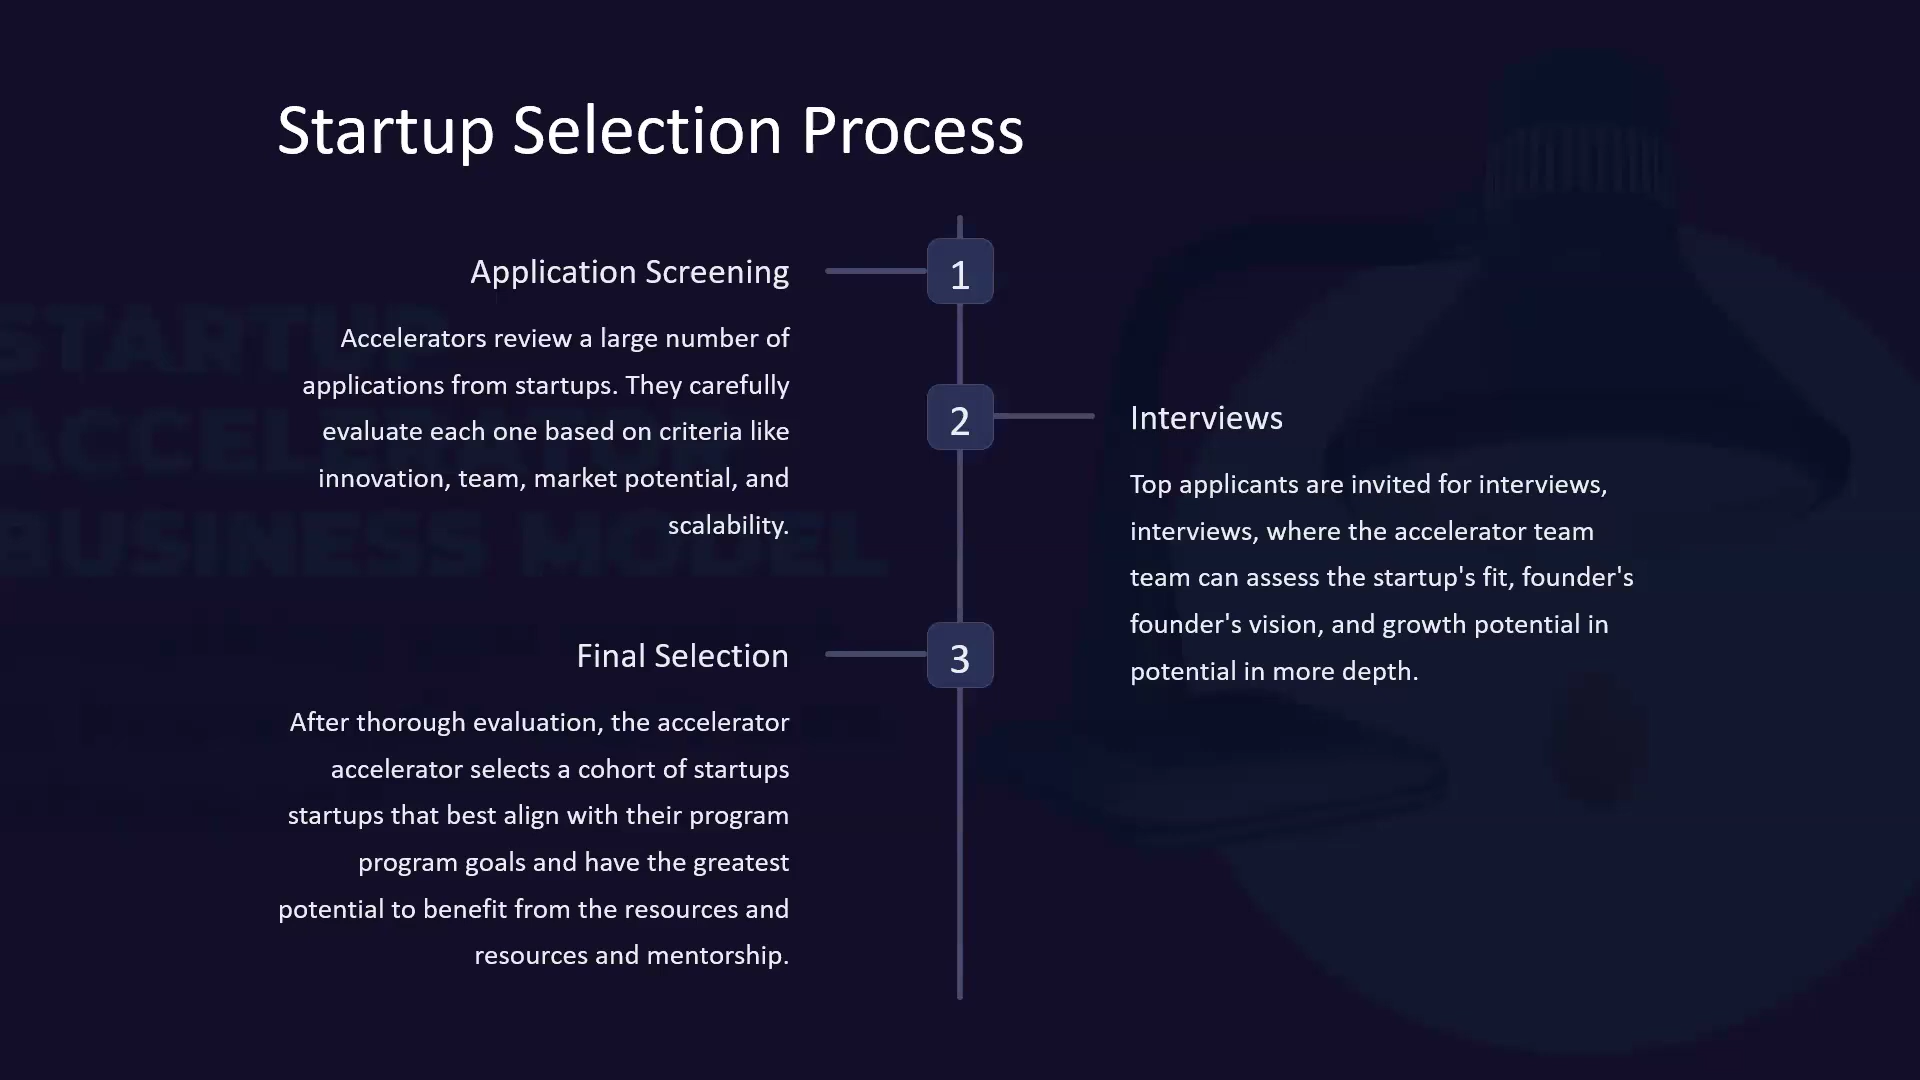 Startup Selection Process
1
Application Screening
Accelerators review a large number of
applications from startups. They carefully
evaluate each one based on criteria like
innovation, team, market potential, and
scalability.
2
Interviews
Top applicants are invited for interviews,
interviews, where the accelerator team
team can assess the startup's fit, founder's
founder's vision, and growth potential in
potential in more depth.
3
Final Selection
After thorough evaluation, the accelerator
accelerator selects a cohort of startups
startups that best align with their program
program goals and have the greatest
potential to benefit from the resources and
resources and mentorship.
STARTUP
ACCELERATOR
BUSINESS MODEL